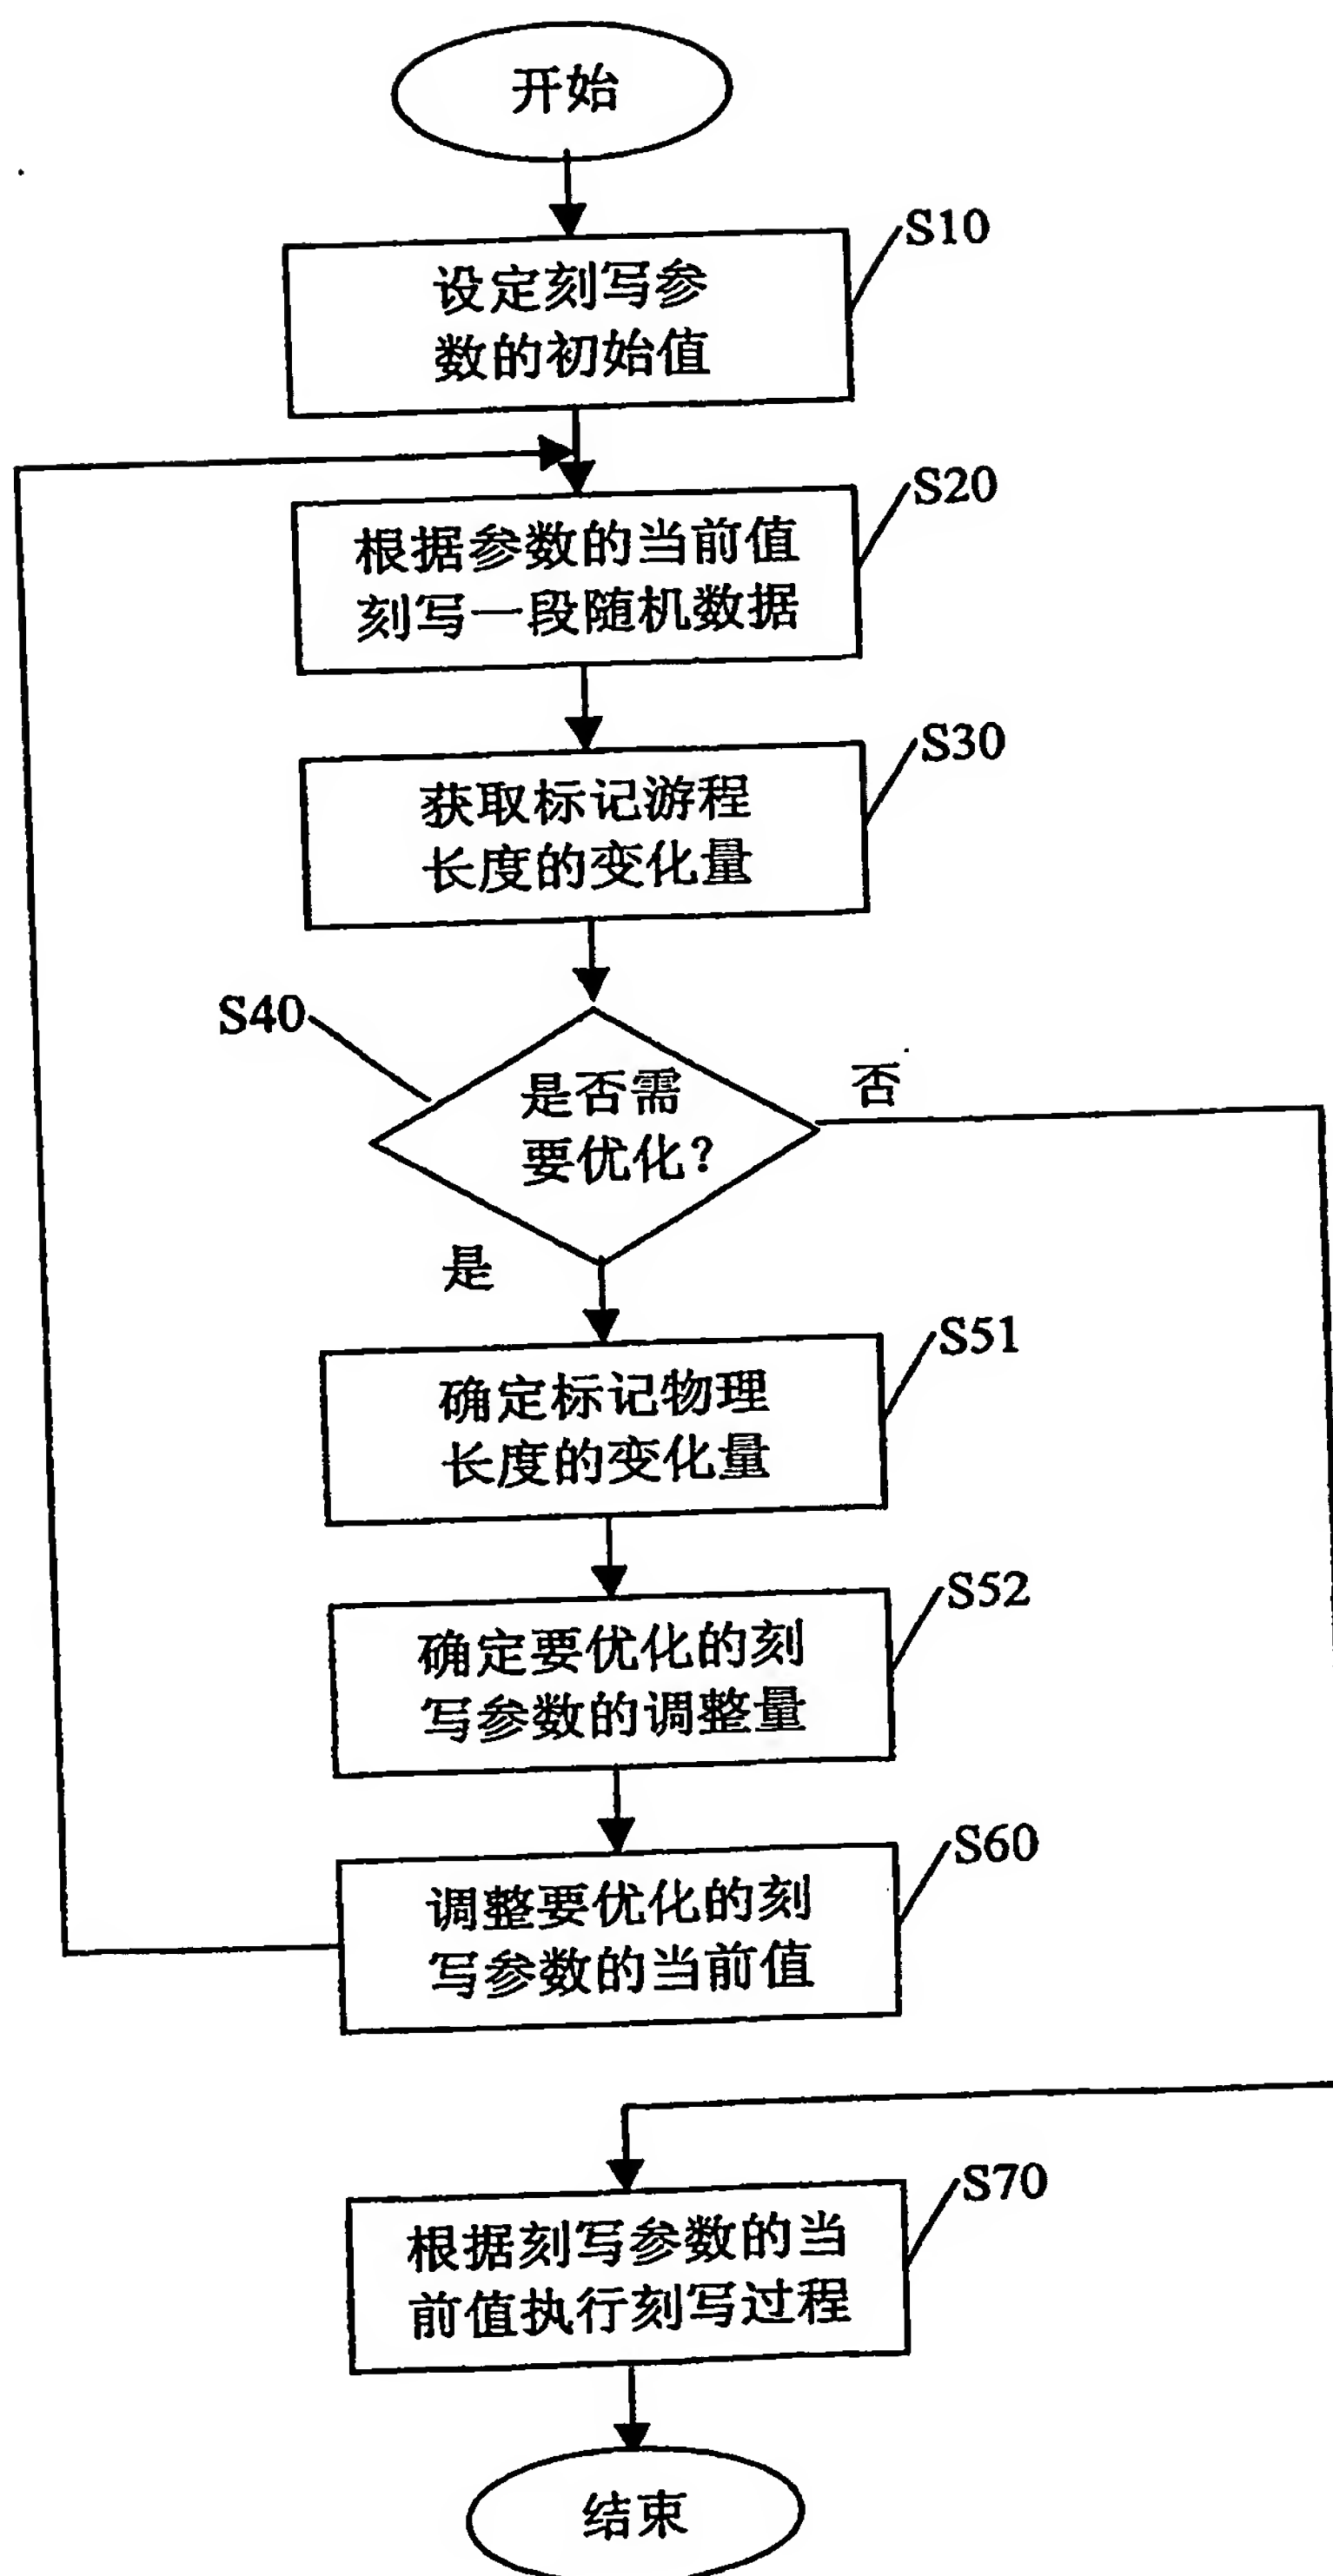 开始
S10
设定刻写参
数的初始值
S20
根据参数的当前值
刻写一段随机数据
S30
获取标记游程
长度的变化量
S40
是否需
要优化?
否
是
S51
确定标记物理
长度的变化量
S52
确定要优化的刻
写参数的调整量
S60
调整要优化的刻
写参数的当前值
S70
根据刻写参数的当
前值执行刻写过程
结束